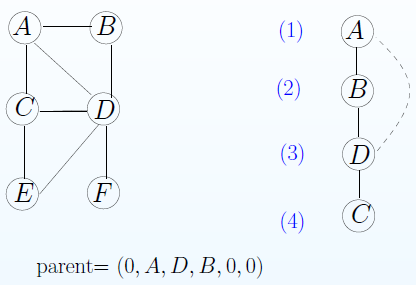 A B
C D
E F
(1) A
(2) B
(3) D
(4) C
parent= (0, A, D, B, 0, 0)